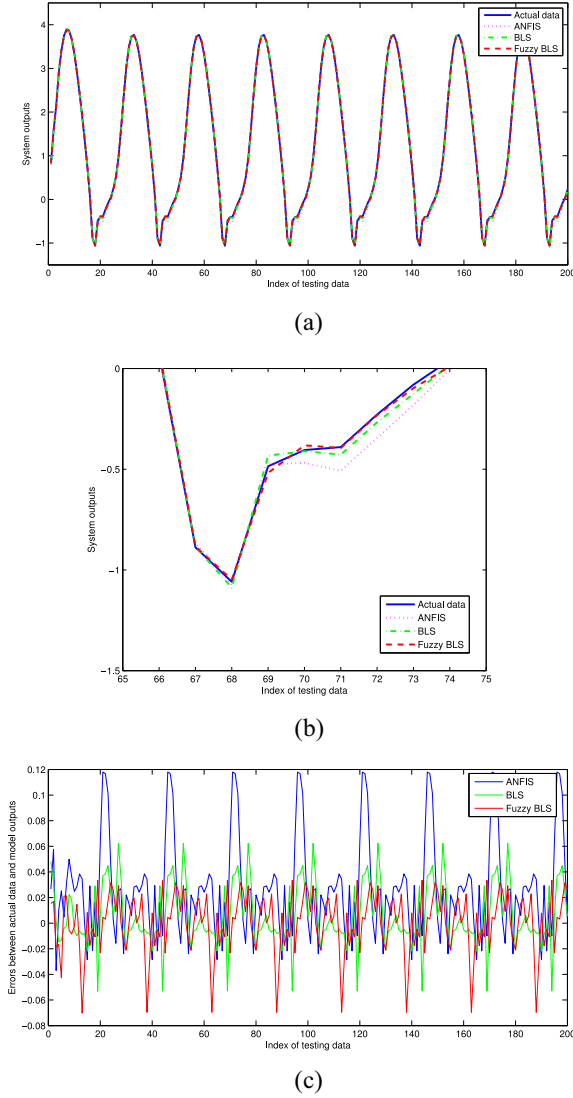 4
3
2
1
0
−1
System outputs
0 20 40 60 80 100 120 140 160 180 200
Index of testing data
Actual data
ANFIS
BLS
Fuzzy BLS
(a)
0
−0.5
−1
−1.5
System outputs
65 66 67 68 69 70 71 72 73 74 75
Index of testing data
Actual data
ANFIS
BLS
Fuzzy BLS
(b)
0.12
0.1
0.08
0.06
0.04
0.02
0
−0.02
−0.04
−0.06
−0.08
Errors between actual data and model outputs
0 20 40 60 80 100 120 140 160 180 200
Index of testing data
ANFIS
BLS
Fuzzy BLS
(c)